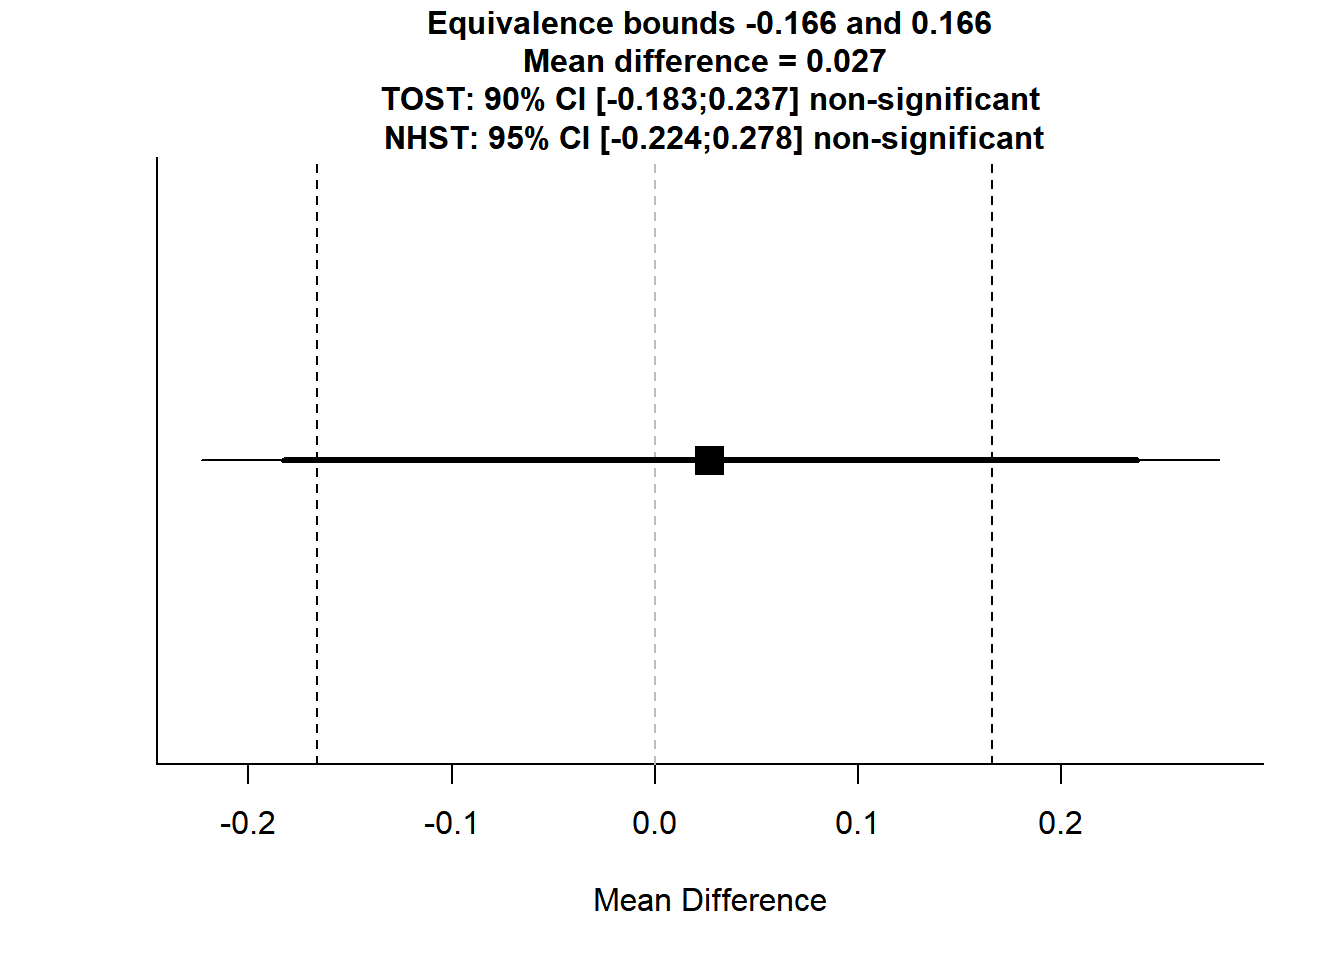 Equivalence bounds -0.166 and 0.166
Mean difference = 0.027
TOST: 90% CI [-0.183;0.237] non-significant
NHST: 95% CI [-0.224;0.278] non-significant
-0.2 -0.1 0.0 0.1 0.2
Mean Difference